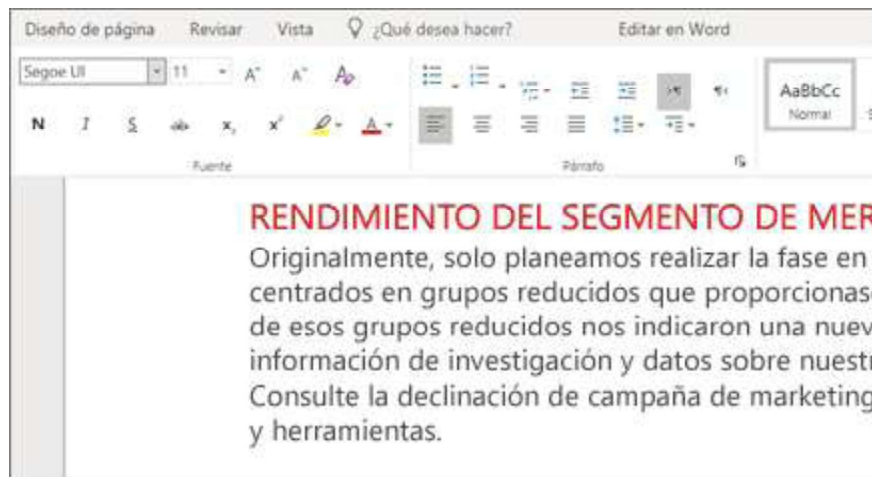 Diseño de página Revisar Vista ¿Qué desea hacer? Editar en Word
Segoe UI 11 A A A
AaBbCc
Normal
N I S ab x, x² A
Fuente Párrafo
RENDIMIENTO DEL SEGMENTO DE MER
Originalmente, solo planeamos realizar la fase en
centrados en grupos reducidos que proporcionas
de esos grupos reducidos nos indicaron una nuev
información de investigación y datos sobre nuestr
Consulte la declinación de campaña de marketing
y herramientas.